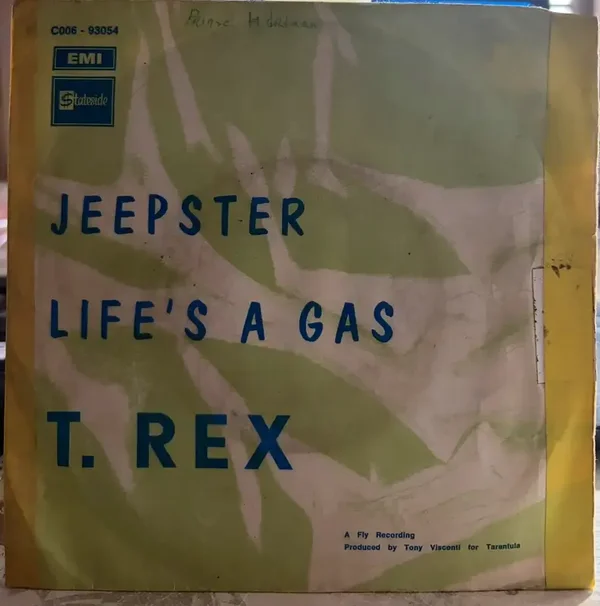 C006 - 93054
EMI
Stateside
JEEPSTER
LIFE'S A GAS
T. REX
A Fly Recording
Produced by Tony Visconti for Tarantula